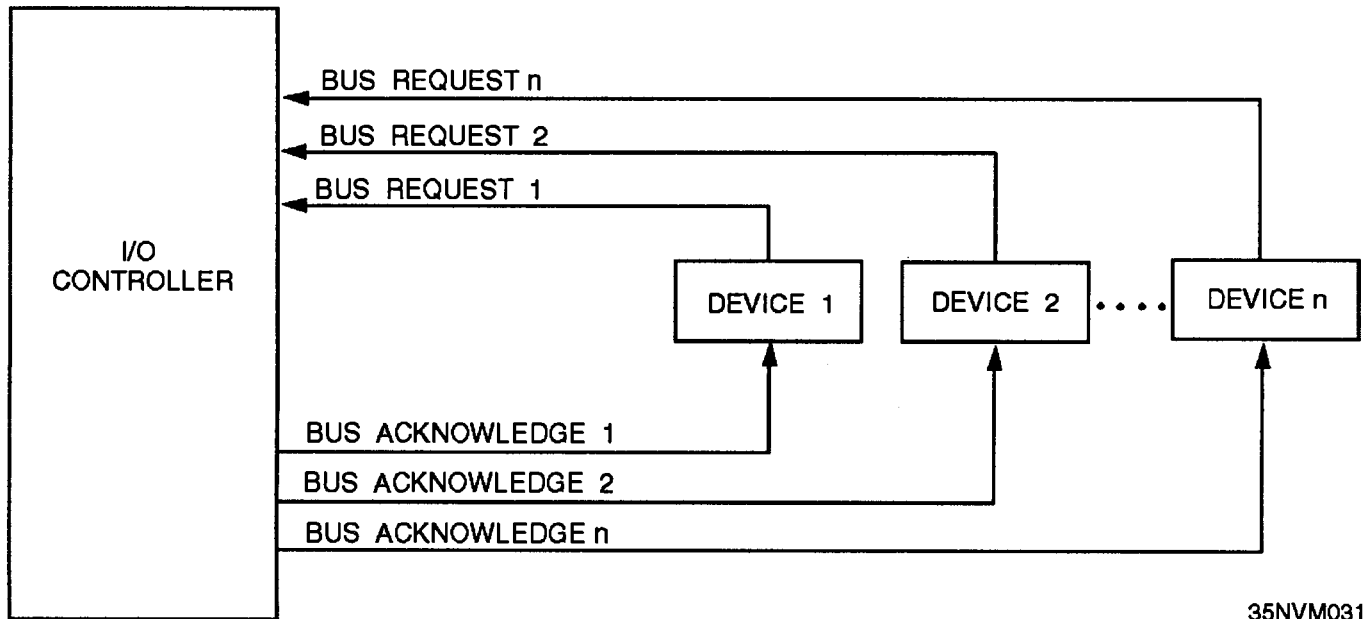 BUS REQUEST n
BUS REQUEST 2
BUS REQUEST 1
I/O
CONTROLLER
DEVICE 1
DEVICE 2
DEVICE n
BUS ACKNOWLEDGE 1
BUS ACKNOWLEDGE 2
BUS ACKNOWLEDGE n
35NVM031